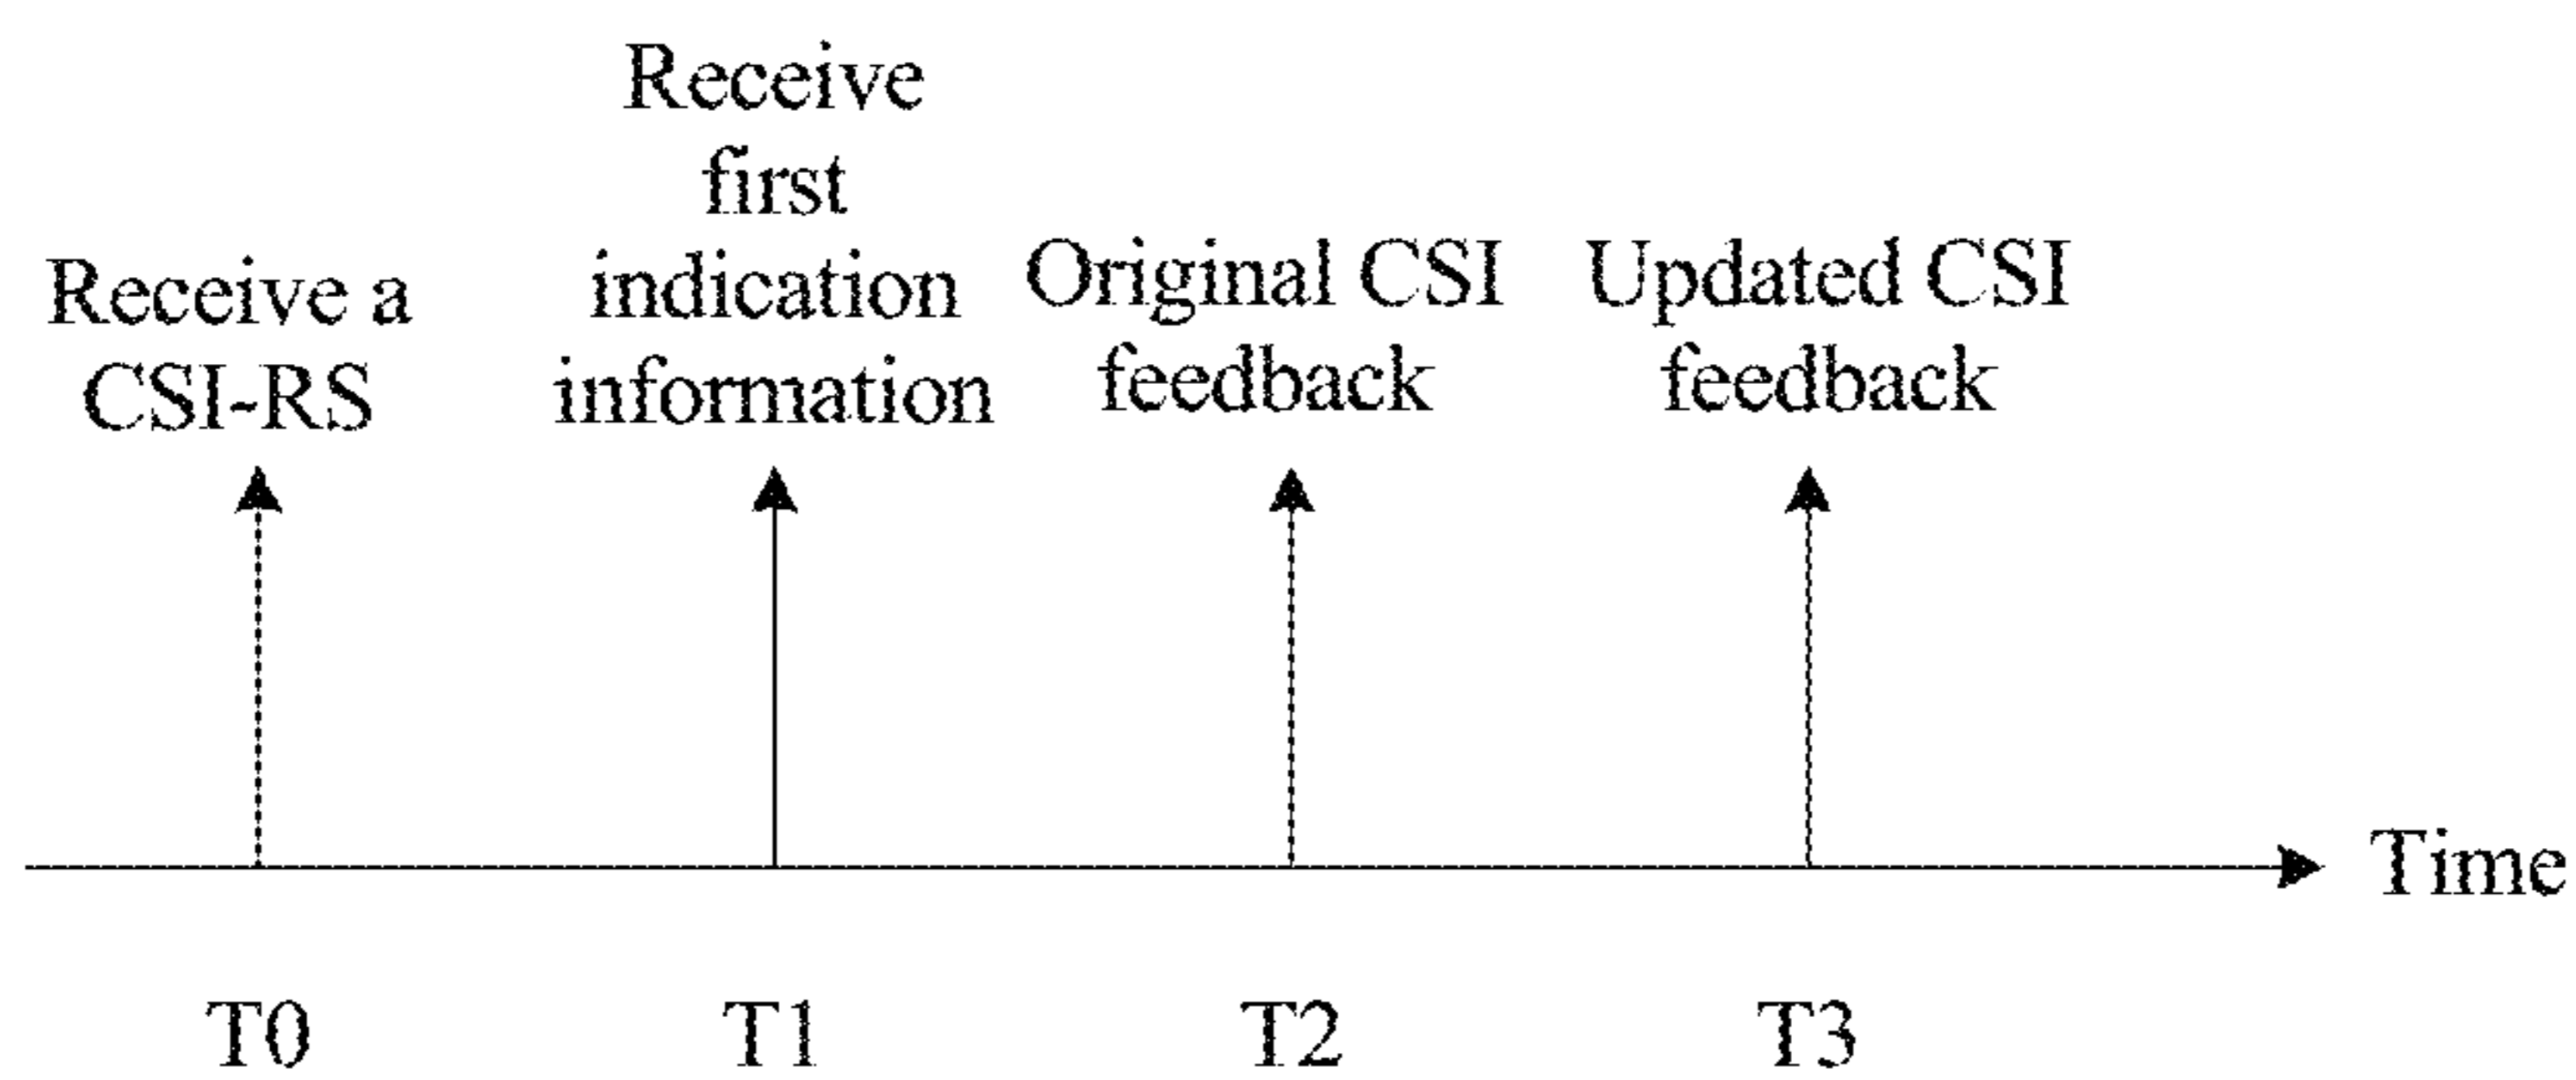 Receive a
CSI-RS
Receive
first
indication
information
Original CSI
feedback
Updated CSI
feedback
Time
T0
T1
T2
T3